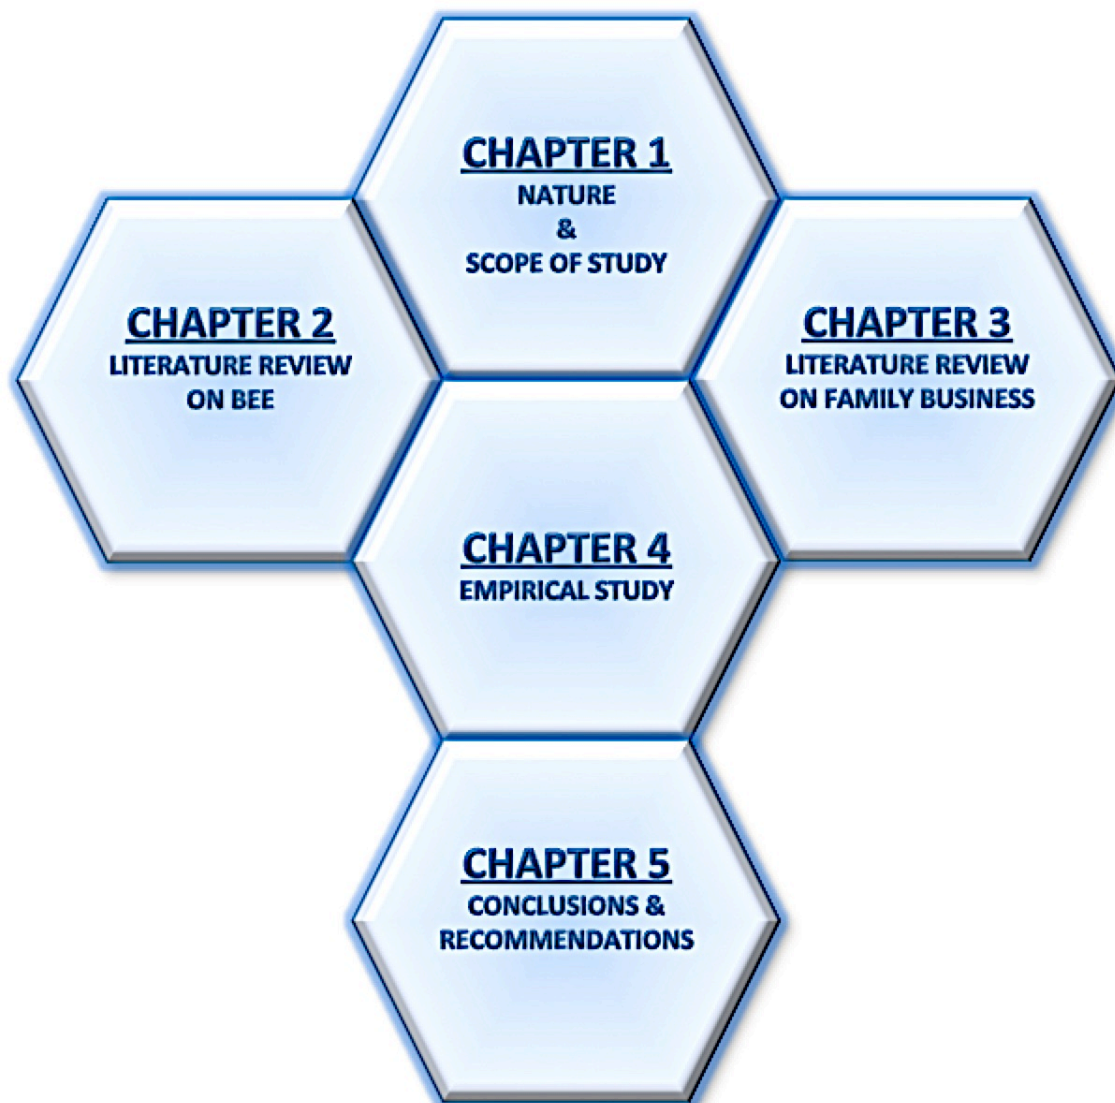 CHAPTER 1
NATURE
&
SCOPE OF STUDY
CHAPTER 2
LITERATURE REVIEW
ON BEE
CHAPTER 3
LITERATURE REVIEW
ON FAMILY BUSINESS
CHAPTER 4
EMPIRICAL STUDY
CHAPTER 5
CONCLUSIONS &
RECOMMENDATIONS